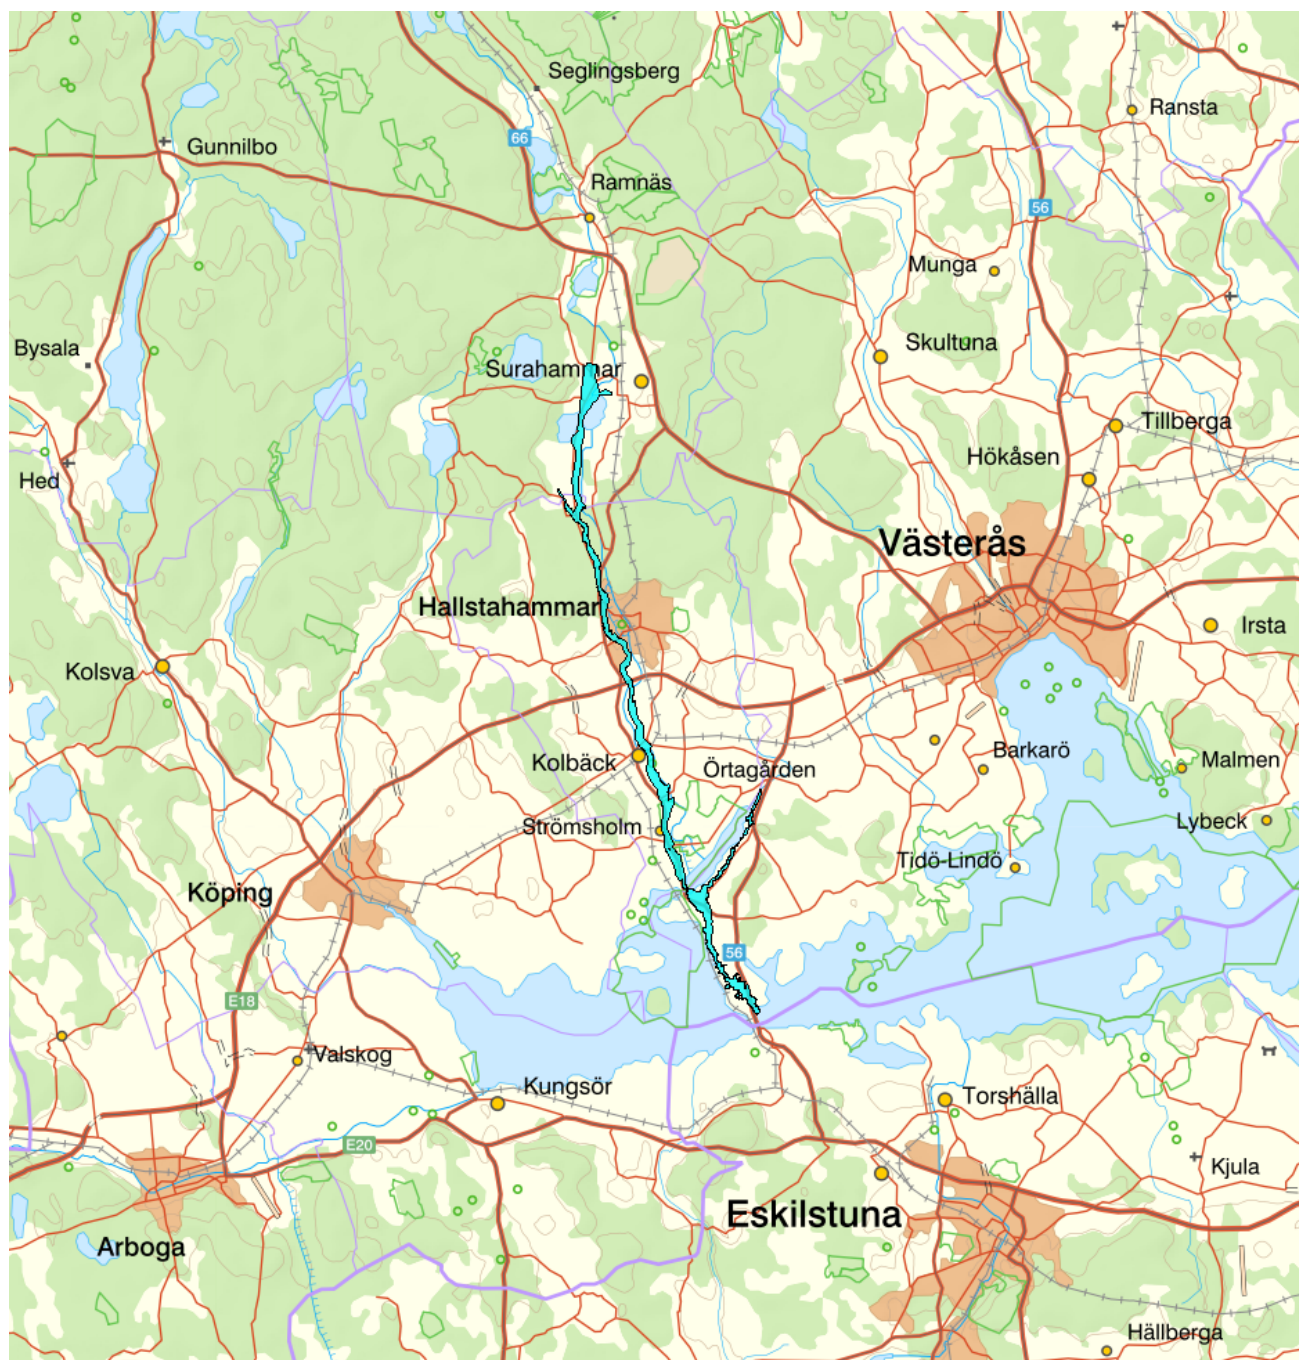 Seglingsberg
Ransta
66
Gunnilbo
Ramnäs
56
Munga
Skultuna
Bysala
Surahammar
Tillberga
Hökåsen
Hed
Västerås
Hallstahammar
Irsta
Kolsva
Barkarö
Kolbäck
Malmen
Örtagården
Lybeck
Strömsholm
Tidö-Lindö
Köping
56
E18
Valskog
Kungsör
Torshälla
E20
Kjula
Eskilstuna
Arboga
Hällberga